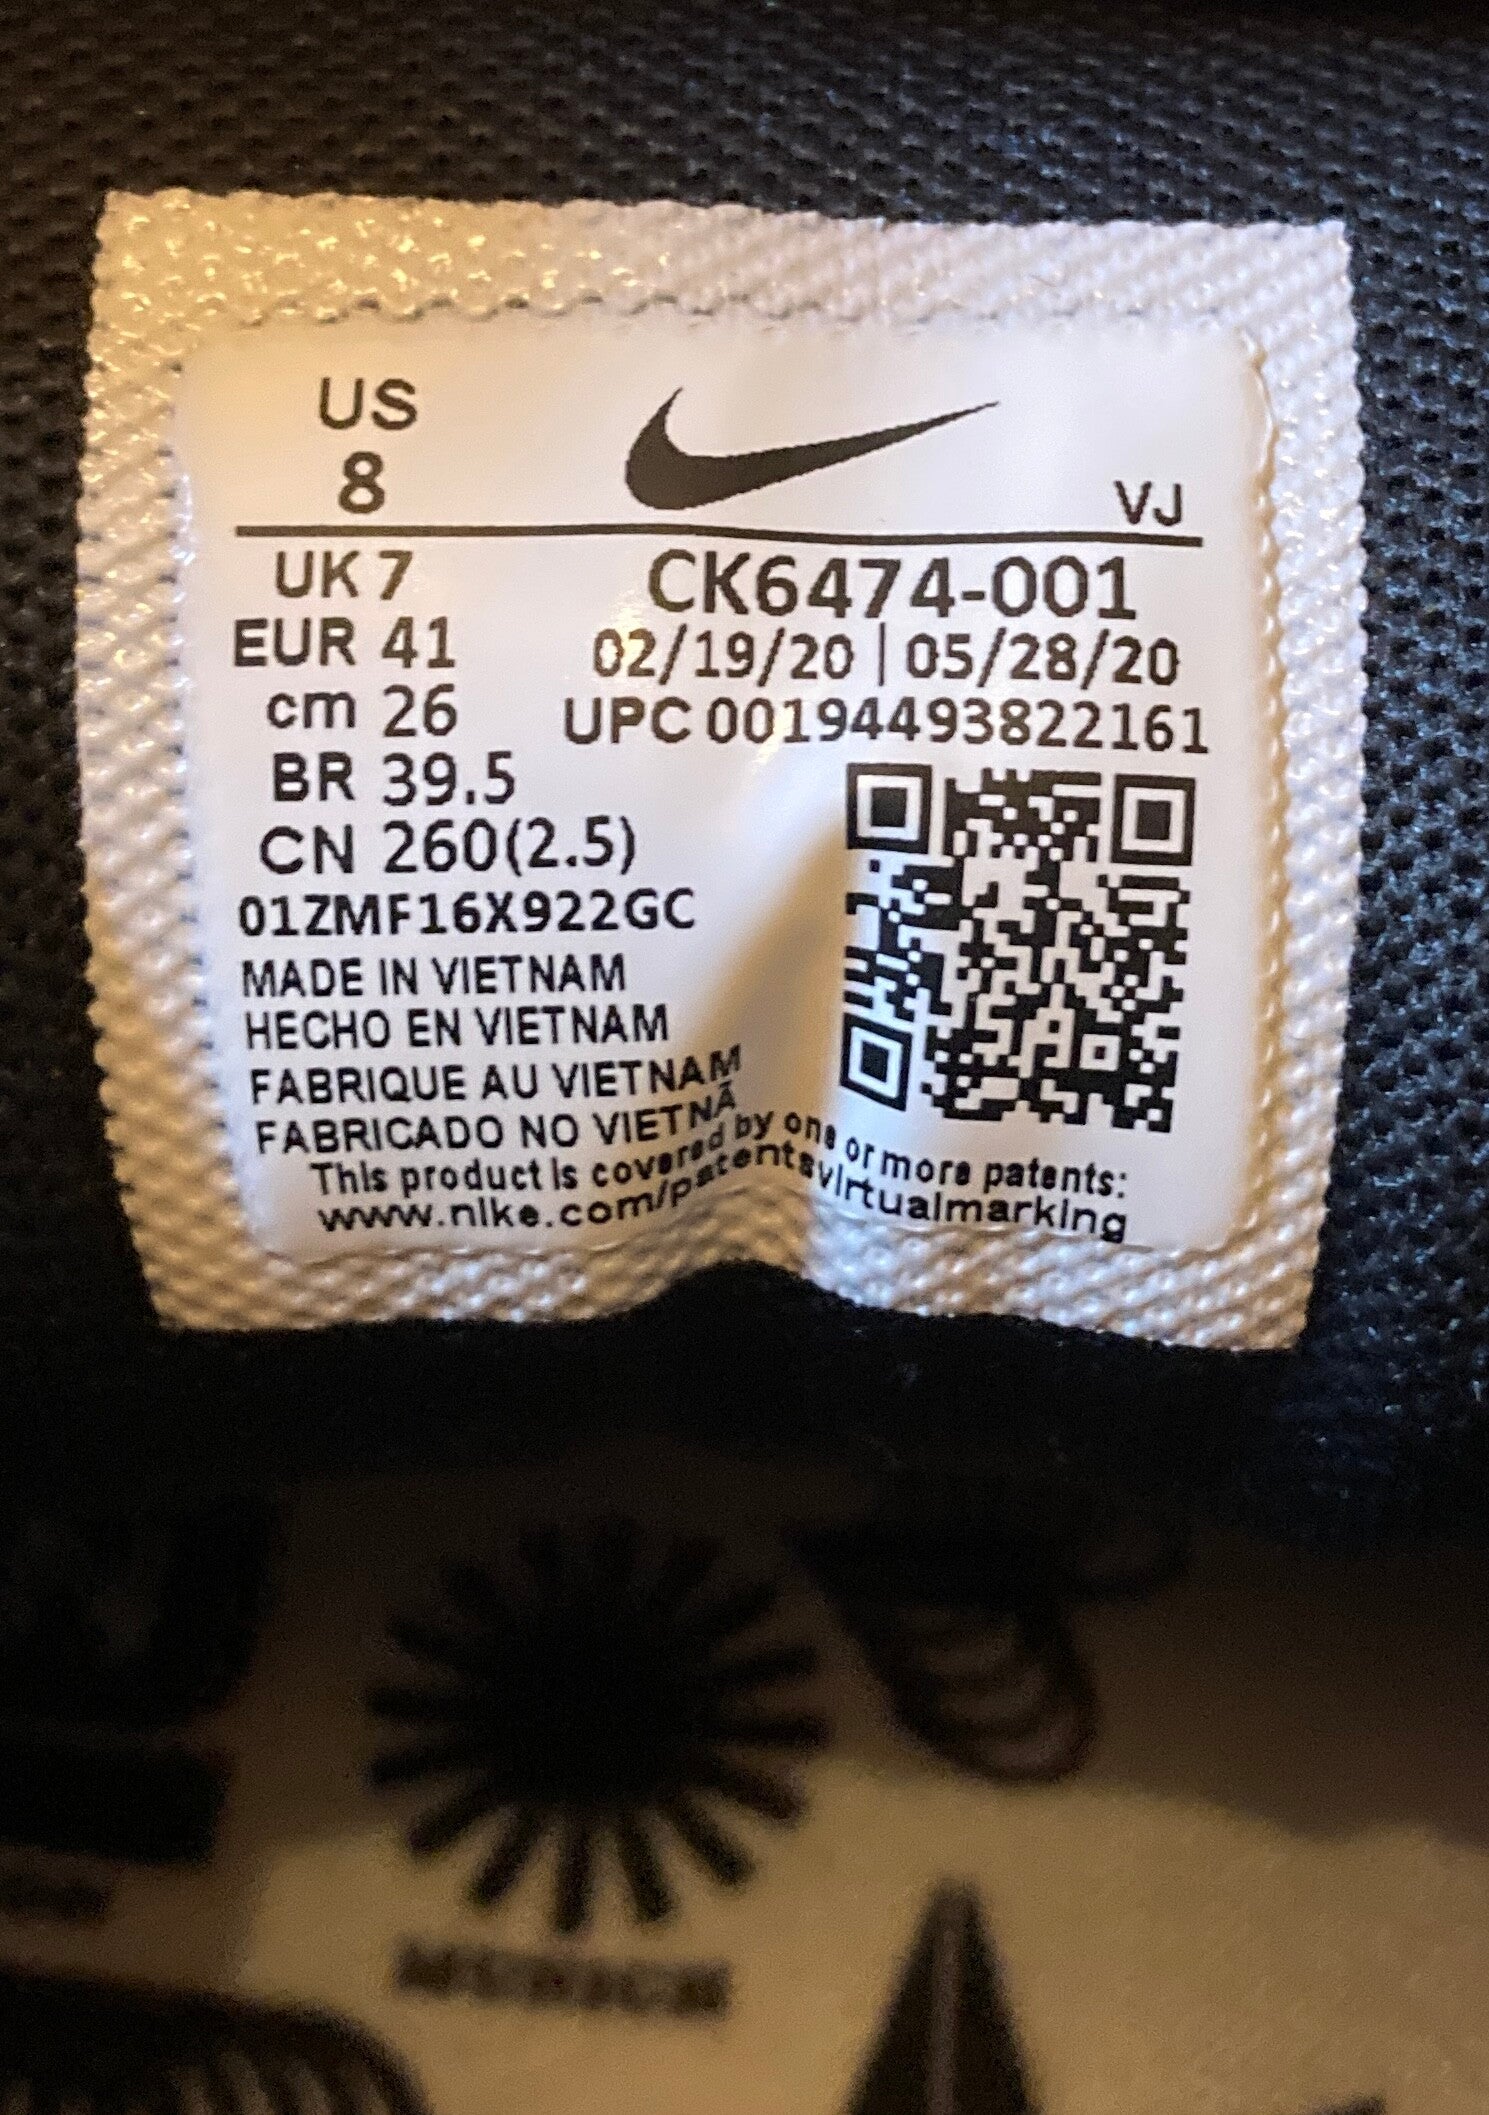 US
8
VJ
UK 7
CK6474-001
EUR 41
02/19/20 | 05/28/20
cm 26
UPC 00194493822161
BR 39.5
CN 260(2.5)
01ZMF16X922GC
MADE IN VIETNAM
HECHO EN VIETNAM
FABRIQUE AU VIETNAM
FABRICADO NO VIETNÃ
This product is covered by one or more patents:
www.nike.com/patentsvirtualmarking